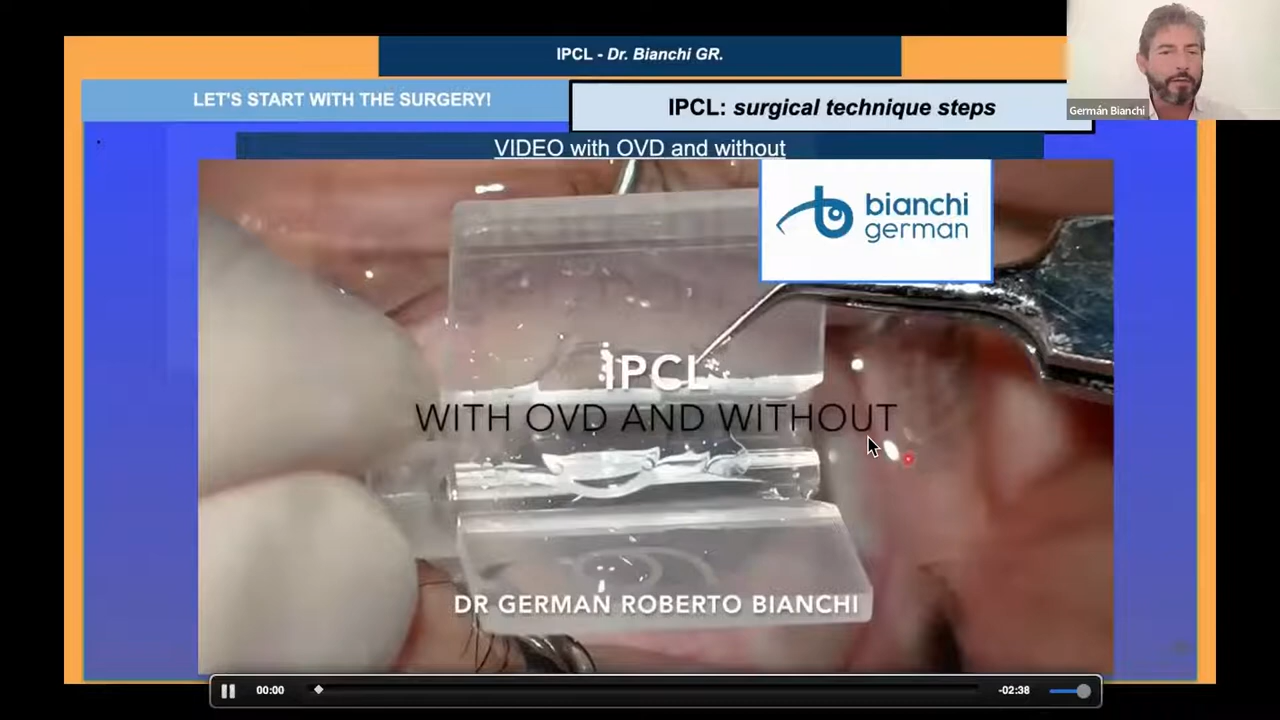 IPCL - Dr. Bianchi GR.
LET'S START WITH THE SURGERY!
IPCL: surgical technique steps
Germán Bianchi
VIDEO with OVD and without
bianchi
german
IPCL
WITH OVD AND WITHOUT
DR GERMAN ROBERTO BIANCHI
00:00
-02:38